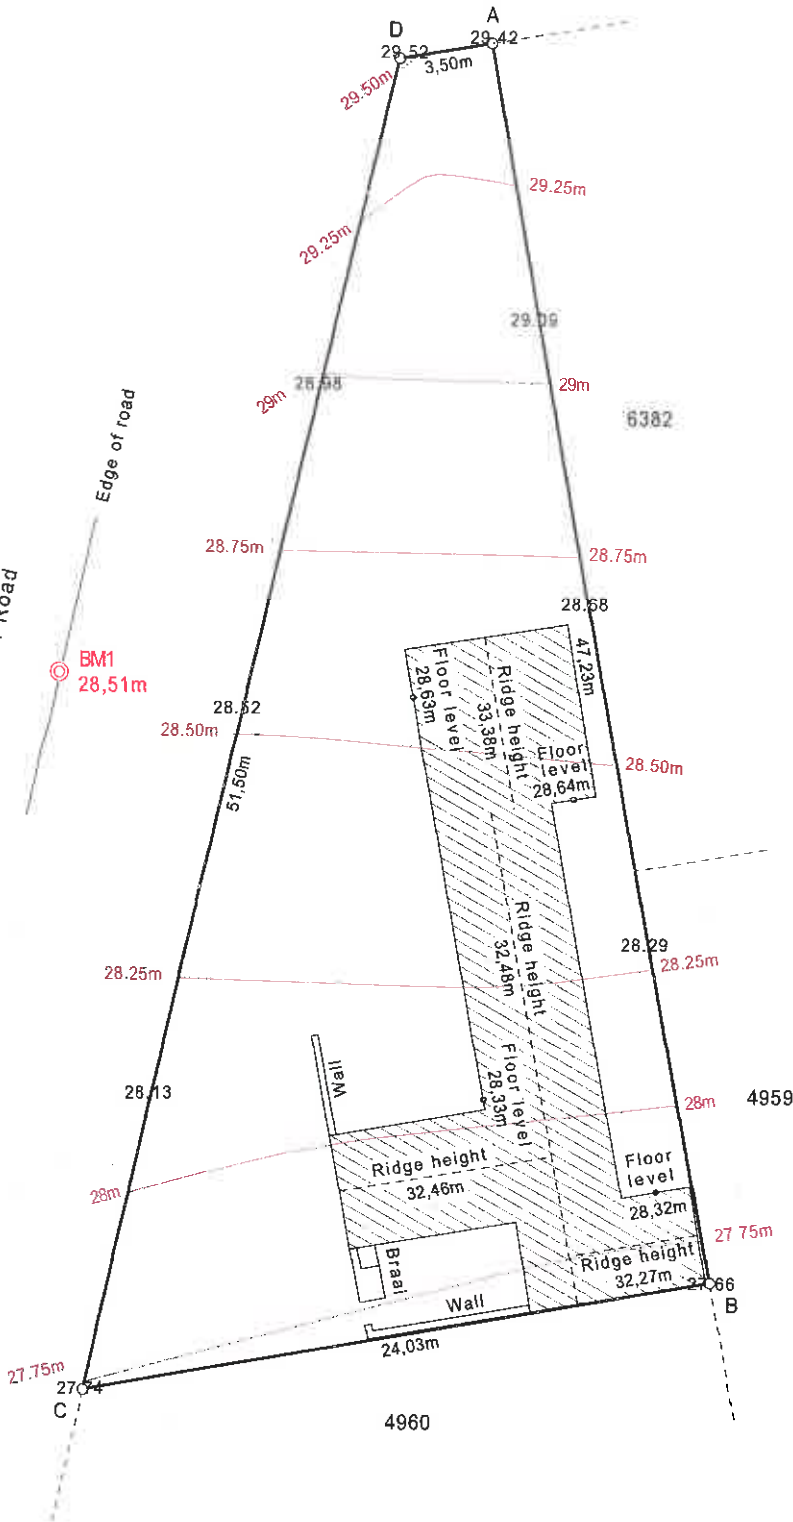 D
A
29.52
29.42
3,50m
29.50m
29.25m
29.25m
29.09
28.98
29m
29m
6382
Edge of road
28.75m
28.75m
Road
28.68
BM1
28,51m
47,23m
Floor level
28,63m
Ridge height
33,38m
28.52
28.50m
28.50m
Floor
level
28,64m
51,50m
Ridge height
32,48m
28.29
28.25m
28.25m
Wall
Floor level
28,33m
28.13
28m
4959
Ridge height
32,46m
28m
Floor
level
28,32m
27.75m
Braai
Ridge height
32,27m
27.66
B
Wall
24,03m
27.75m
27.74
C
4960